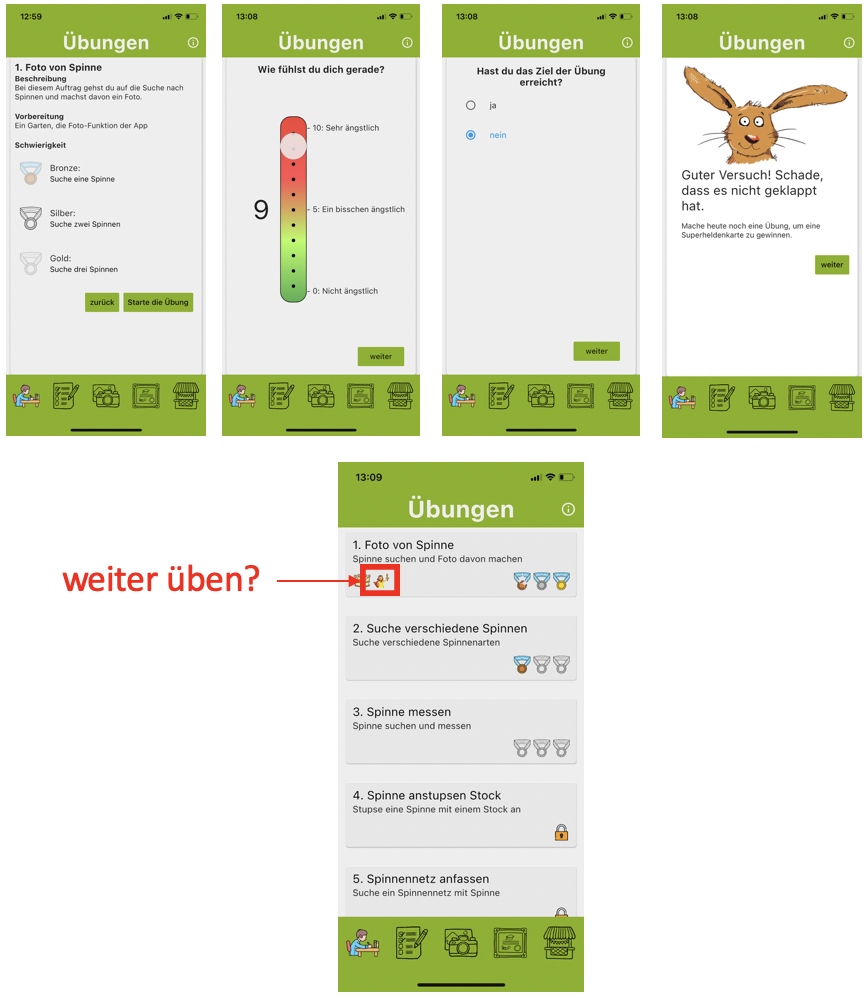 12:59
Übungen
1. Foto von Spinne
Beschreibung
Bei diesem Auftrag gehst du auf die Suche nach
Spinnen und machst davon ein Foto.
Vorbereitung
Ein Garten, die Foto-Funktion der App
Schwierigkeit
Bronze:
Suche eine Spinne
Silber:
Suche zwei Spinnen
Gold:
Suche drei Spinnen
zurück
Starte die Übung
13:08
Übungen
Wie fühlst du dich gerade?
10: Sehr ängstlich
9
5: Ein bisschen ängstlich
0: Nicht ängstlich
weiter
13:08
Übungen
Hast du das Ziel der Übung
erreicht?
ja
nein
weiter
13:08
Übungen
Guter Versuch! Schade,
dass es nicht geklappt
hat.
Mache heute noch eine Übung, um eine
Superheldenkarte zu gewinnen.
weiter
weiter üben?
13:09
Übungen
1. Foto von Spinne
Spinne suchen und Foto davon machen
2. Suche verschiedene Spinnen
Suche verschiedene Spinnenarten
3. Spinne messen
Spinne suchen und messen
4. Spinne anstupsen Stock
Stupse eine Spinne mit einem Stock an
5. Spinnennetz anfassen
Suche ein Spinnennetz mit Spinne